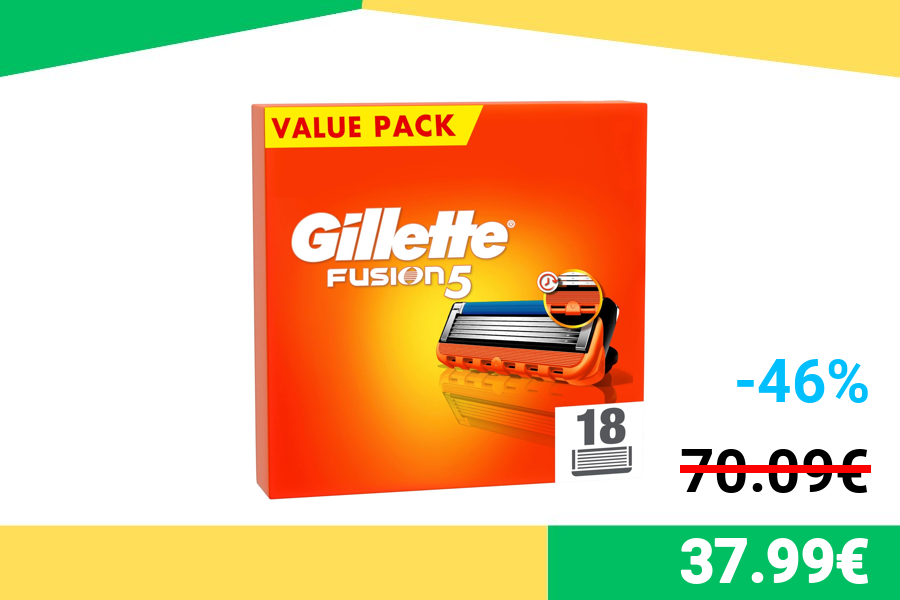 VALUE PACK
Gillette®
FUSION5
18
-46%
70.09€
37.99€